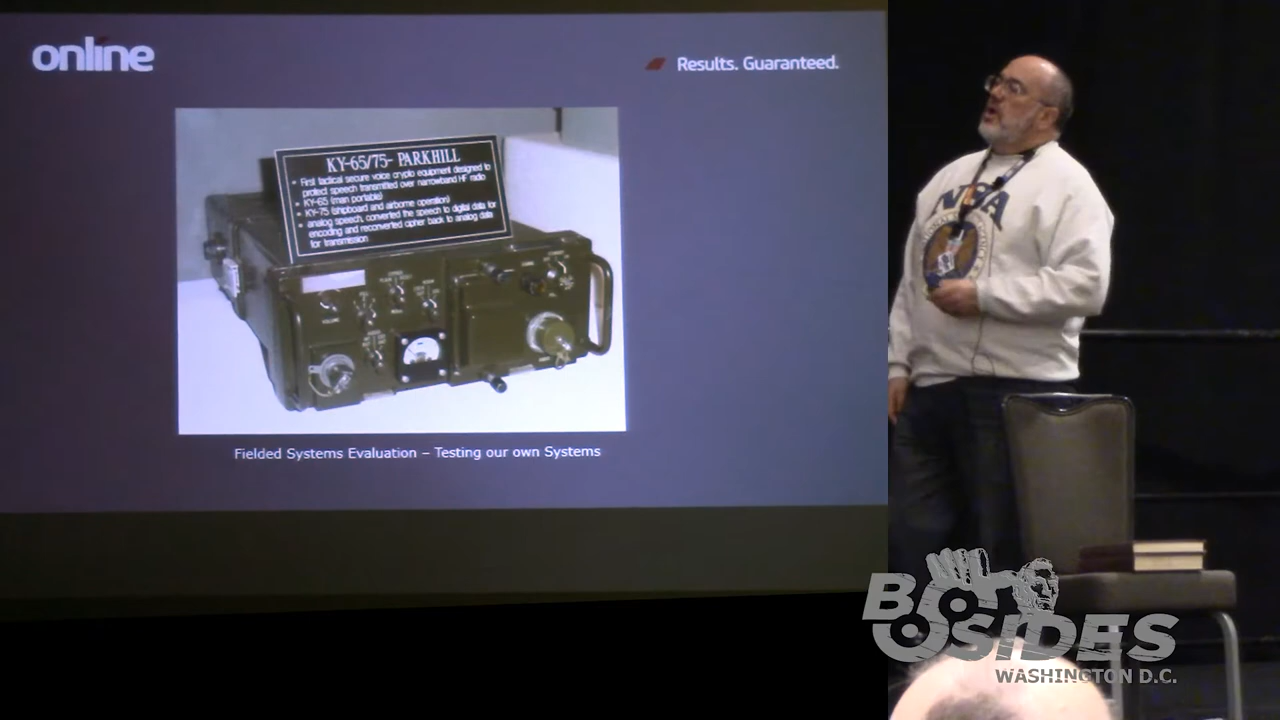 online
Results. Guaranteed.
KY-65/75- PARKHILL
• First tactical secure voice crypto equipment designed to
protect speech transmitted over narrowband HF radio
• KY-65 (man portable)
• KY-75 (shipboard and airborne operation)
• analog speech, converted the speech to digital data for
encoding and reconverted cipher back to analog data
for transmission
Fielded Systems Evaluation – Testing our own Systems
NSA
BSIDES
WASHINGTON D.C.